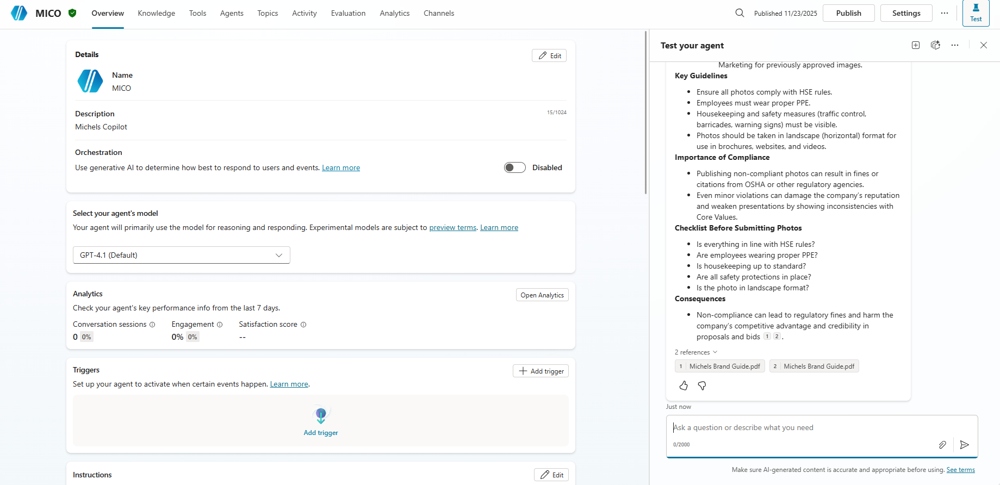 MICO
Overview
Knowledge
Tools
Agents
Topics
Activity
Evaluation
Analytics
Channels
Published 11/23/2025
Publish
Settings
Test
Details
Edit
Name
MICO
Description
15/1024
Michels Copilot
Orchestration
Use generative AI to determine how best to respond to users and events. Learn more
Disabled
Select your agent's model
Your agent will primarily use the model for reasoning and responding. Experimental models are subject to preview terms. Learn more
GPT-4.1 (Default)
Analytics
Open Analytics
Check your agent's key performance info from the last 7 days.
Conversation sessions
Engagement
Satisfaction score
0 0%
0% 0%
--
Triggers
Add trigger
Set up your agent to activate when certain events happen. Learn more.
Add trigger
Instructions
Edit
Test your agent
Marketing for previously approved images.
Key Guidelines
Ensure all photos comply with HSE rules.
Employees must wear proper PPE.
Housekeeping and safety measures (traffic control,
barricades, warning signs) must be visible.
Photos should be taken in landscape (horizontal) format for
use in brochures, websites, and videos.
Importance of Compliance
Publishing non-compliant photos can result in fines or
citations from OSHA or other regulatory agencies.
Even minor violations can damage the company’s reputation
and weaken presentations by showing inconsistencies with
Core Values.
Checklist Before Submitting Photos
Is everything in line with HSE rules?
Are employees wearing proper PPE?
Is housekeeping up to standard?
Are all safety protections in place?
Is the photo in landscape format?
Consequences
Non-compliance can lead to regulatory fines and harm the
company’s competitive advantage and credibility in
proposals and bids 1 2 .
2 references
1 Michels Brand Guide.pdf
2 Michels Brand Guide.pdf
Just now
Ask a question or describe what you need
0/2000
Make sure AI-generated content is accurate and appropriate before using. See terms